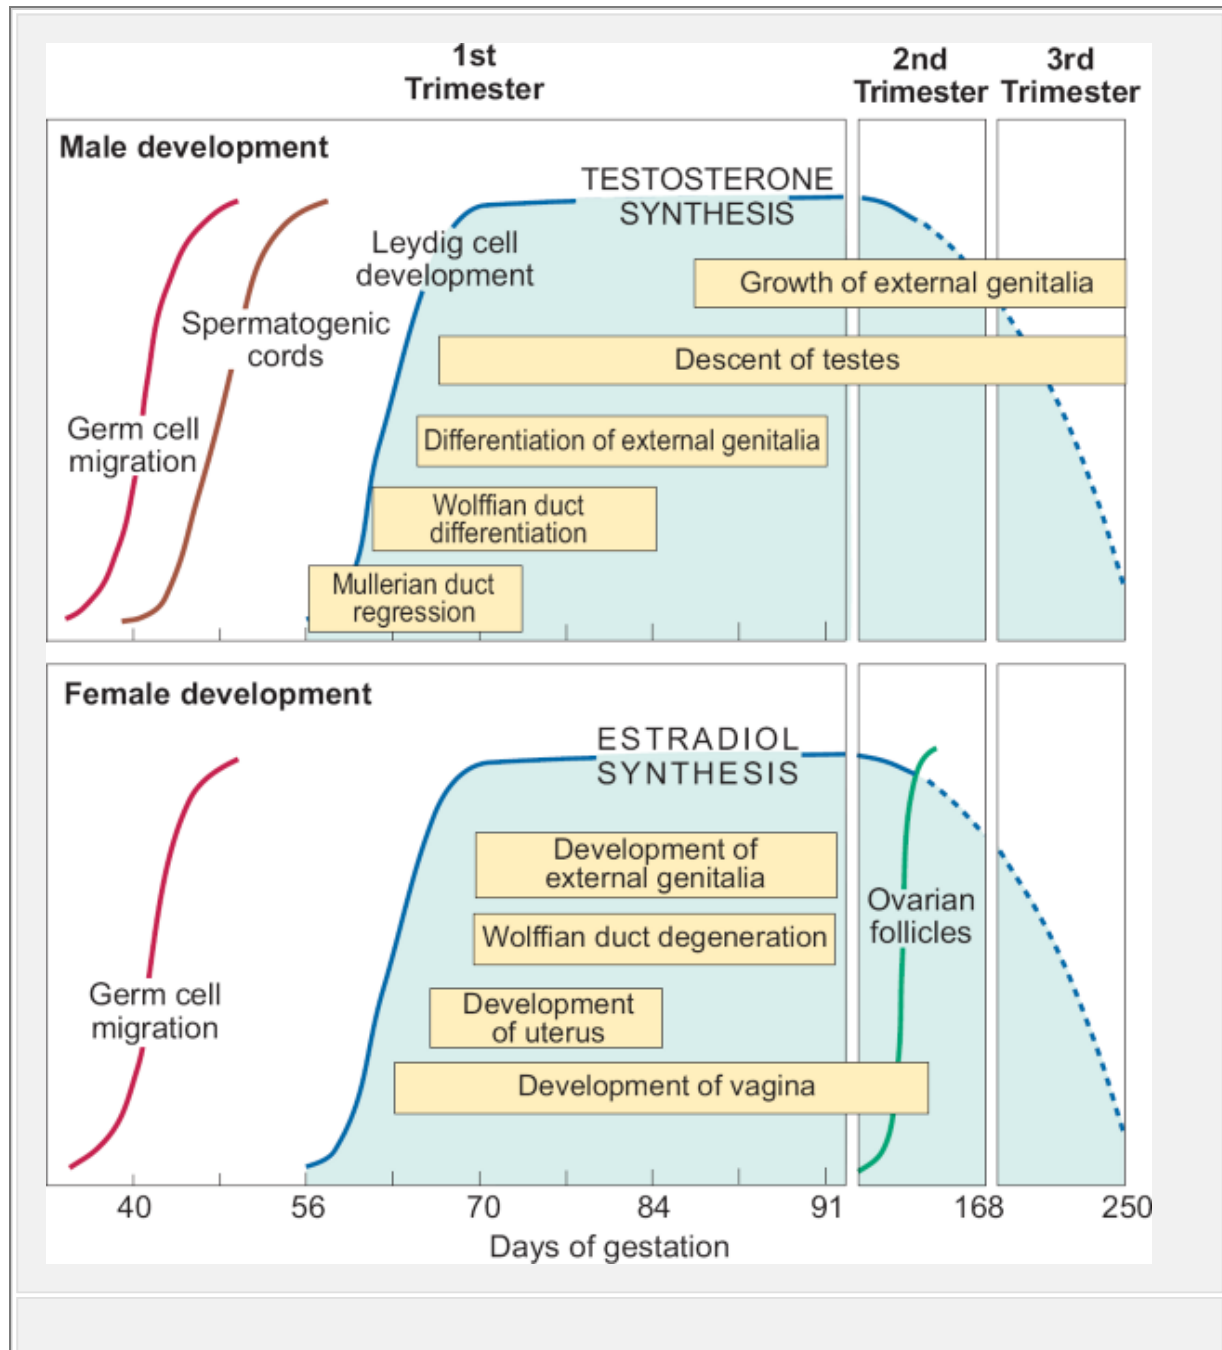 1st
Trimester
2nd
Trimester
3rd
Trimester
Male development
TESTOSTERONE
SYNTHESIS
Leydig cell
development
Growth of external genitalia
Spermatogenic
cords
Descent of testes
Germ cell
migration
Differentiation of external genitalia
Wolffian duct
differentiation
Mullerian duct
regression
Female development
ESTRADIOL
SYNTHESIS
Development of
external genitalia
Ovarian
follicles
Wolffian duct degeneration
Germ cell
migration
Development
of uterus
Development of vagina
40 56 70 84 91 168 250
Days of gestation